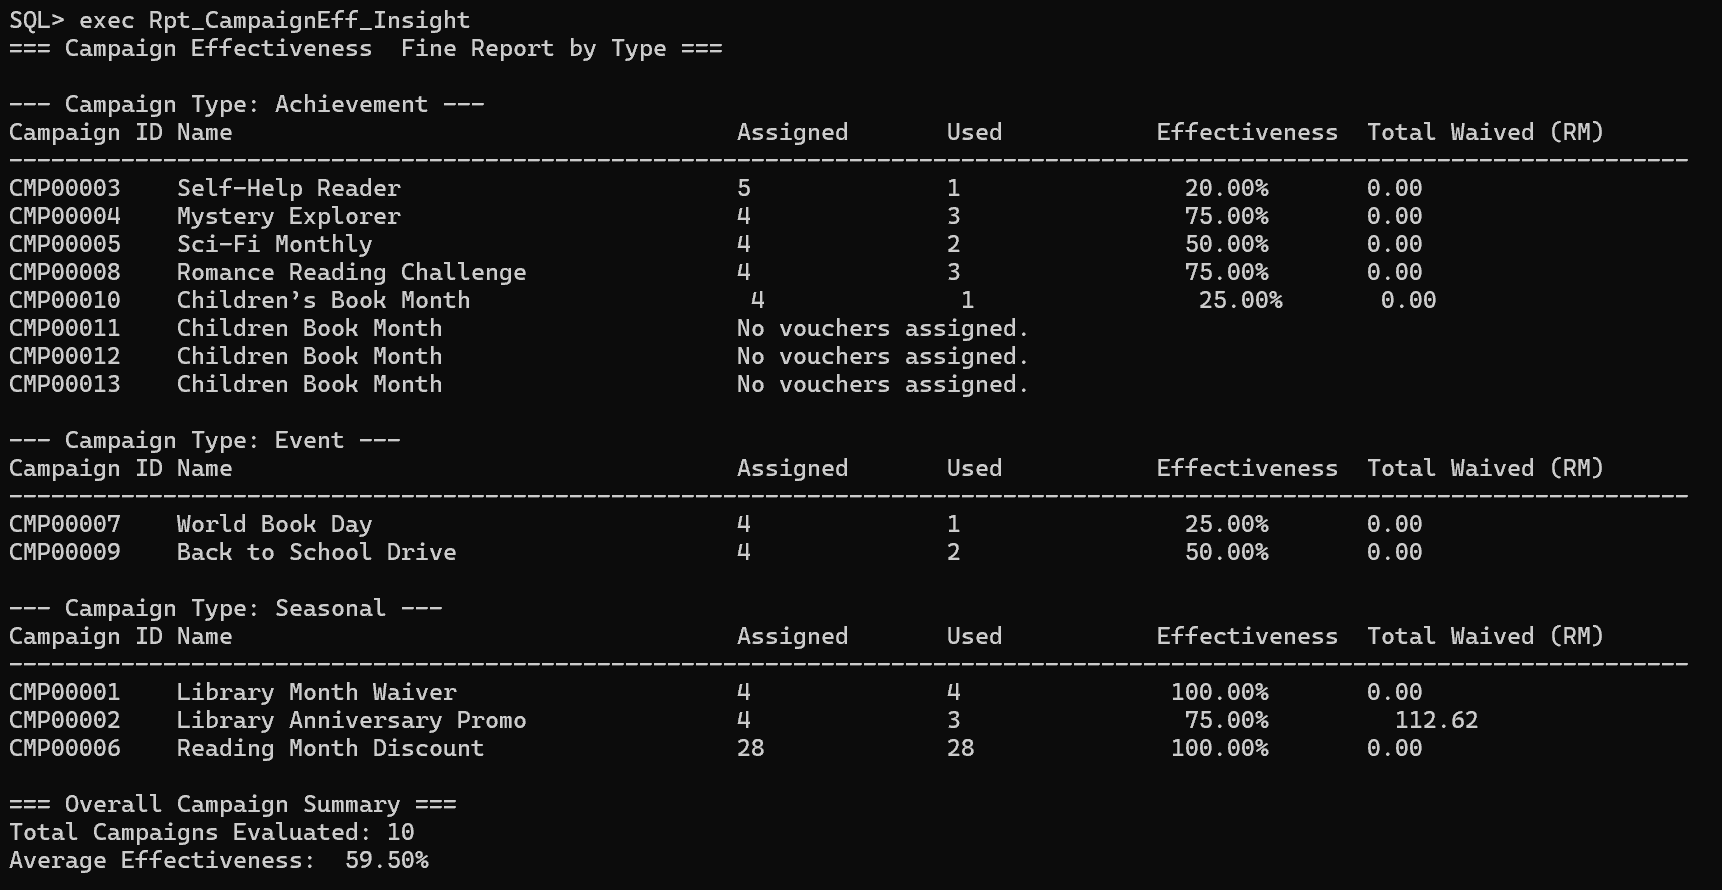 SQL> exec Rpt_CampaignEff_Insight
=== Campaign Effectiveness  Fine Report by Type ===
--- Campaign Type: Achievement ---
Campaign ID Name                                    Assigned       Used           Effectiveness  Total Waived (RM)
------------------------------------------------------------------------------------------------------------------------
CMP00003    Self-Help Reader                        5              1                20.00%       0.00
CMP00004    Mystery Explorer                        4              3                75.00%       0.00
CMP00005    Sci-Fi Monthly                          4              2                50.00%       0.00
CMP00008    Romance Reading Challenge               4              3                75.00%       0.00
CMP00010    Children’s Book Month                    4              1                25.00%       0.00
CMP00011    Children Book Month                     No vouchers assigned.
CMP00012    Children Book Month                     No vouchers assigned.
CMP00013    Children Book Month                     No vouchers assigned.
--- Campaign Type: Event ---
Campaign ID Name                                    Assigned       Used           Effectiveness  Total Waived (RM)
------------------------------------------------------------------------------------------------------------------------
CMP00007    World Book Day                          4              1                25.00%       0.00
CMP00009    Back to School Drive                    4              2                50.00%       0.00
--- Campaign Type: Seasonal ---
Campaign ID Name                                    Assigned       Used           Effectiveness  Total Waived (RM)
------------------------------------------------------------------------------------------------------------------------
CMP00001    Library Month Waiver                    4              4               100.00%       0.00
CMP00002    Library Anniversary Promo               4              3                75.00%         112.62
CMP00006    Reading Month Discount                  28             28              100.00%       0.00
=== Overall Campaign Summary ===
Total Campaigns Evaluated: 10
Average Effectiveness:  59.50%